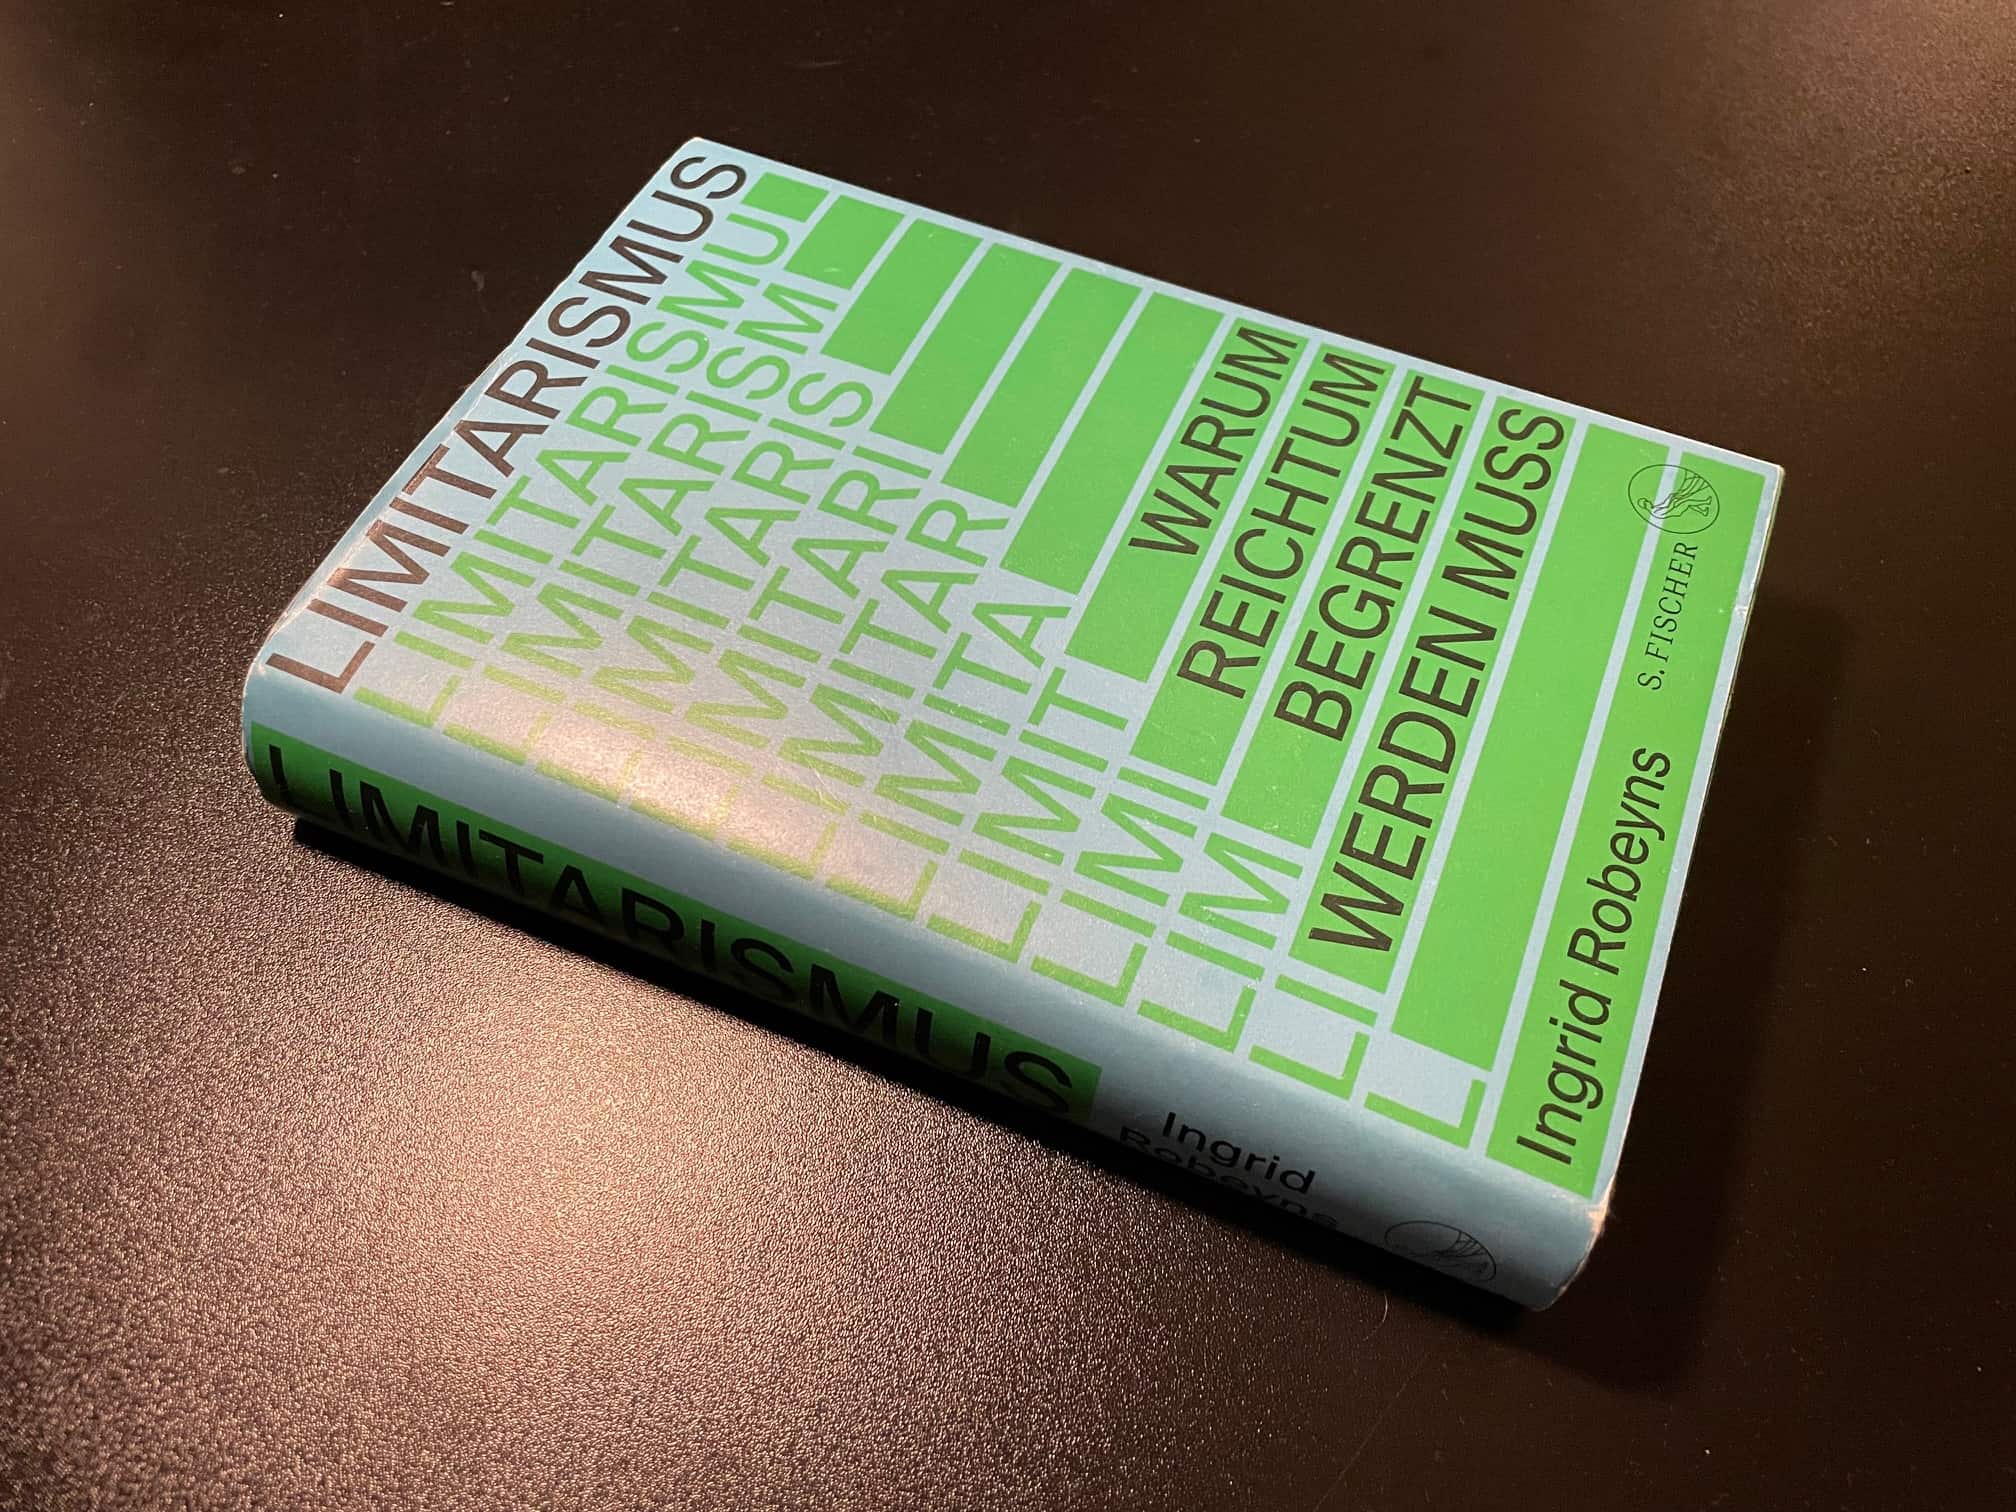 LIMITARISMUS
LIMITARISMU
LIMITARISM
LIMITARIS
LIMITARI
LIMITAR
LIMITA
LIMIT
LIMI
LIM
LI
L
WARUM
REICHTUM
BEGRENZT
WERDEN MUSS
Ingrid Robeyns
S. FISCHER
LIMITARISMUS
Ingrid
Robeyns